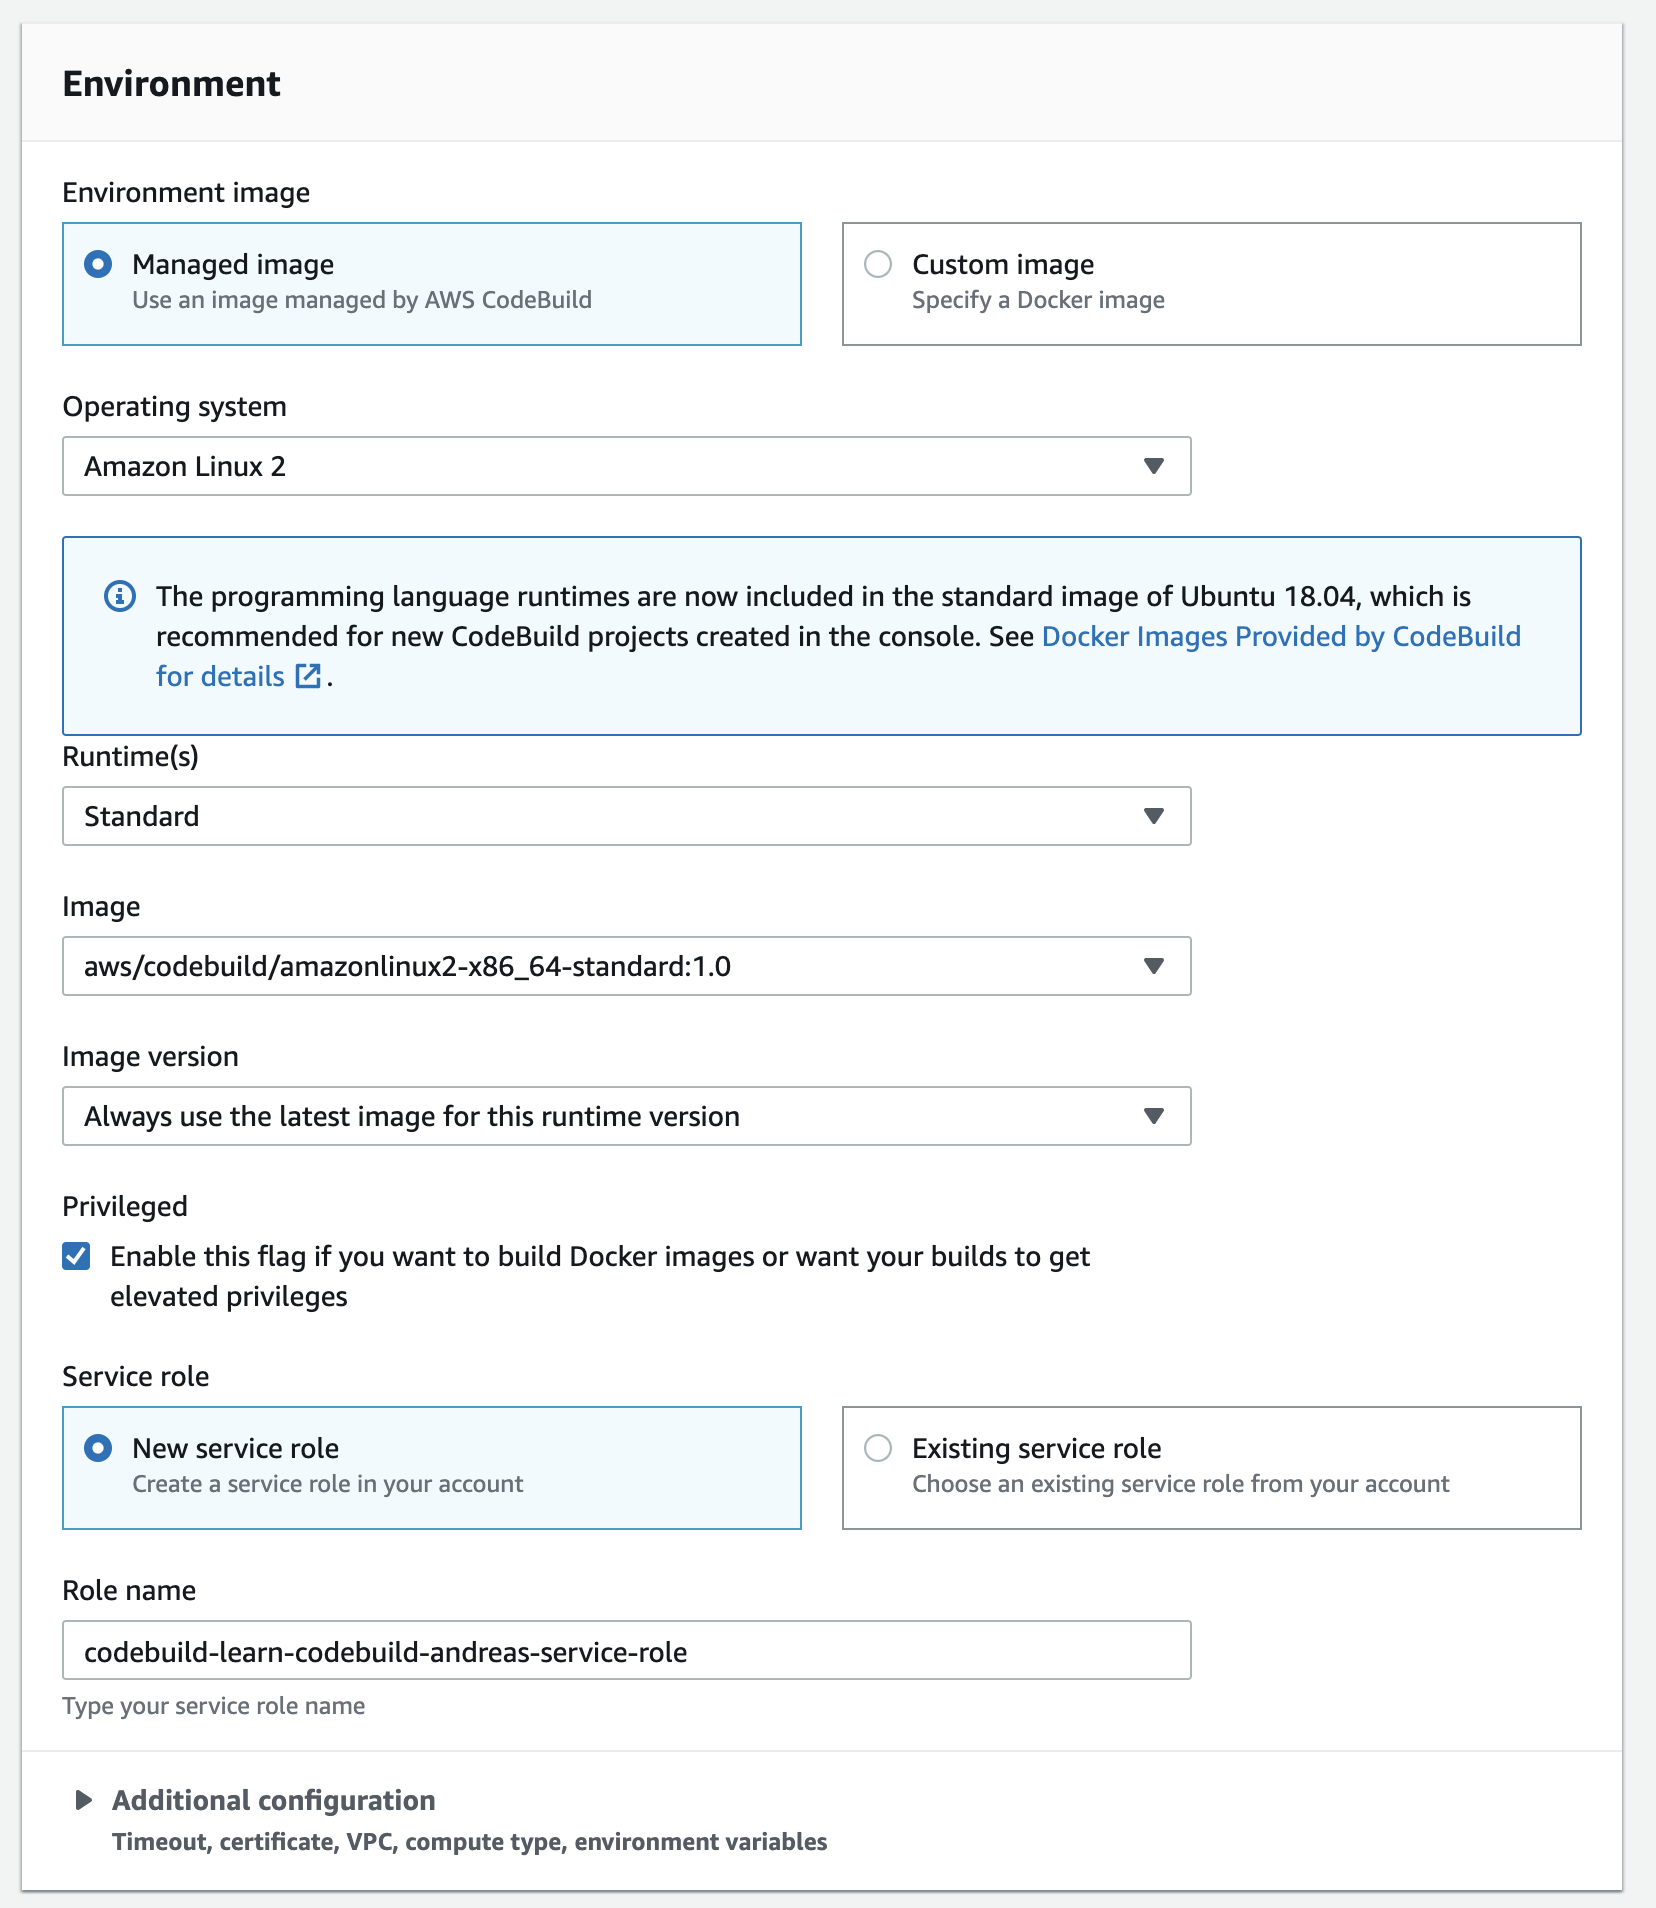 Environment
Environment image
Managed image
Use an image managed by AWS CodeBuild
Custom image
Specify a Docker image
Operating system
Amazon Linux 2
The programming language runtimes are now included in the standard image of Ubuntu 18.04, which is
recommended for new CodeBuild projects created in the console. See Docker Images Provided by CodeBuild
for details .
Runtime(s)
Standard
Image
aws/codebuild/amazonlinux2-x86_64-standard:1.0
Image version
Always use the latest image for this runtime version
Privileged
Enable this flag if you want to build Docker images or want your builds to get
elevated privileges
Service role
New service role
Create a service role in your account
Existing service role
Choose an existing service role from your account
Role name
codebuild-learn-codebuild-andreas-service-role
Type your service role name
Additional configuration
Timeout, certificate, VPC, compute type, environment variables